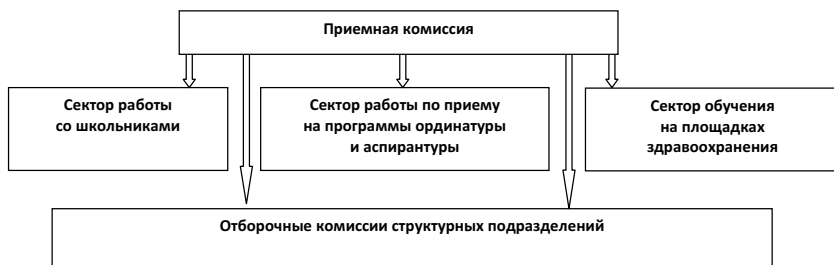 Приемная комиссия
Сектор работы
со школьниками
Сектор работы по приему
на программы ординатуры
и аспирантуры
Сектор обучения
на площадках
здравоохранения
Отборочные комиссии структурных подразделений